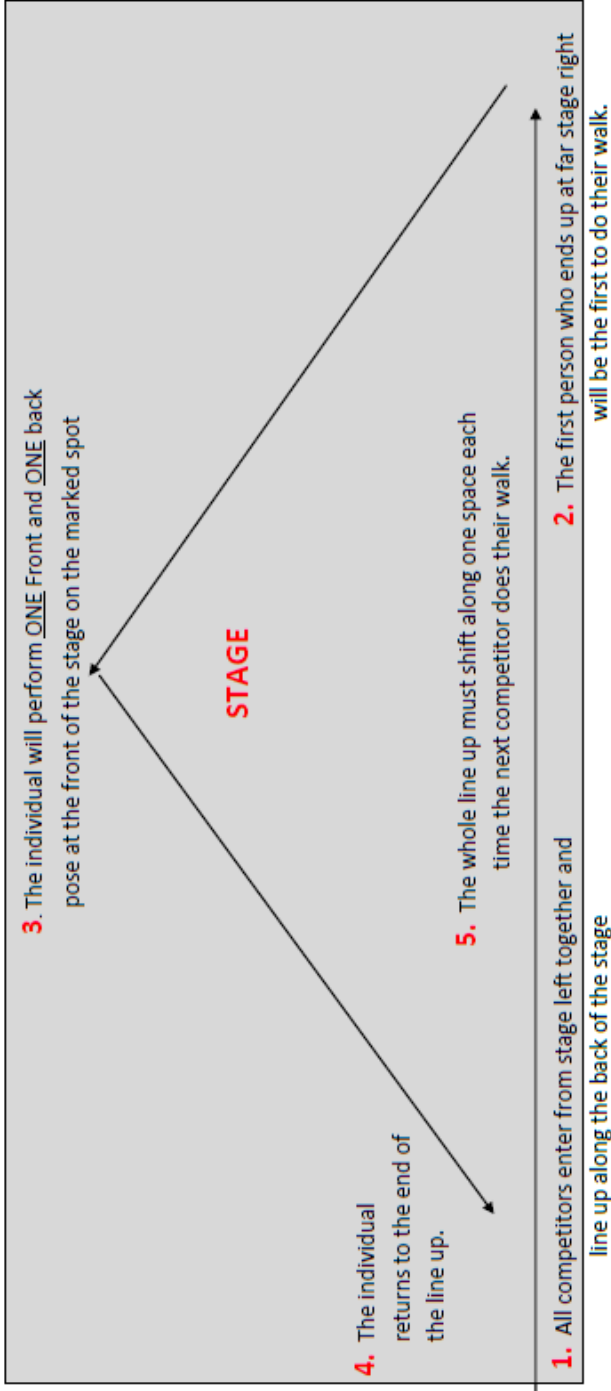 3. The individual will perform ONE Front and ONE back
pose at the front of the stage on the marked spot
STAGE
4. The individual
returns to the end of
the line up.
5. The whole line up must shift along one space each
time the next competitor does their walk.
1. All competitors enter from stage left together and
line up along the back of the stage
2. The first person who ends up at far stage right
will be the first to do their walk.